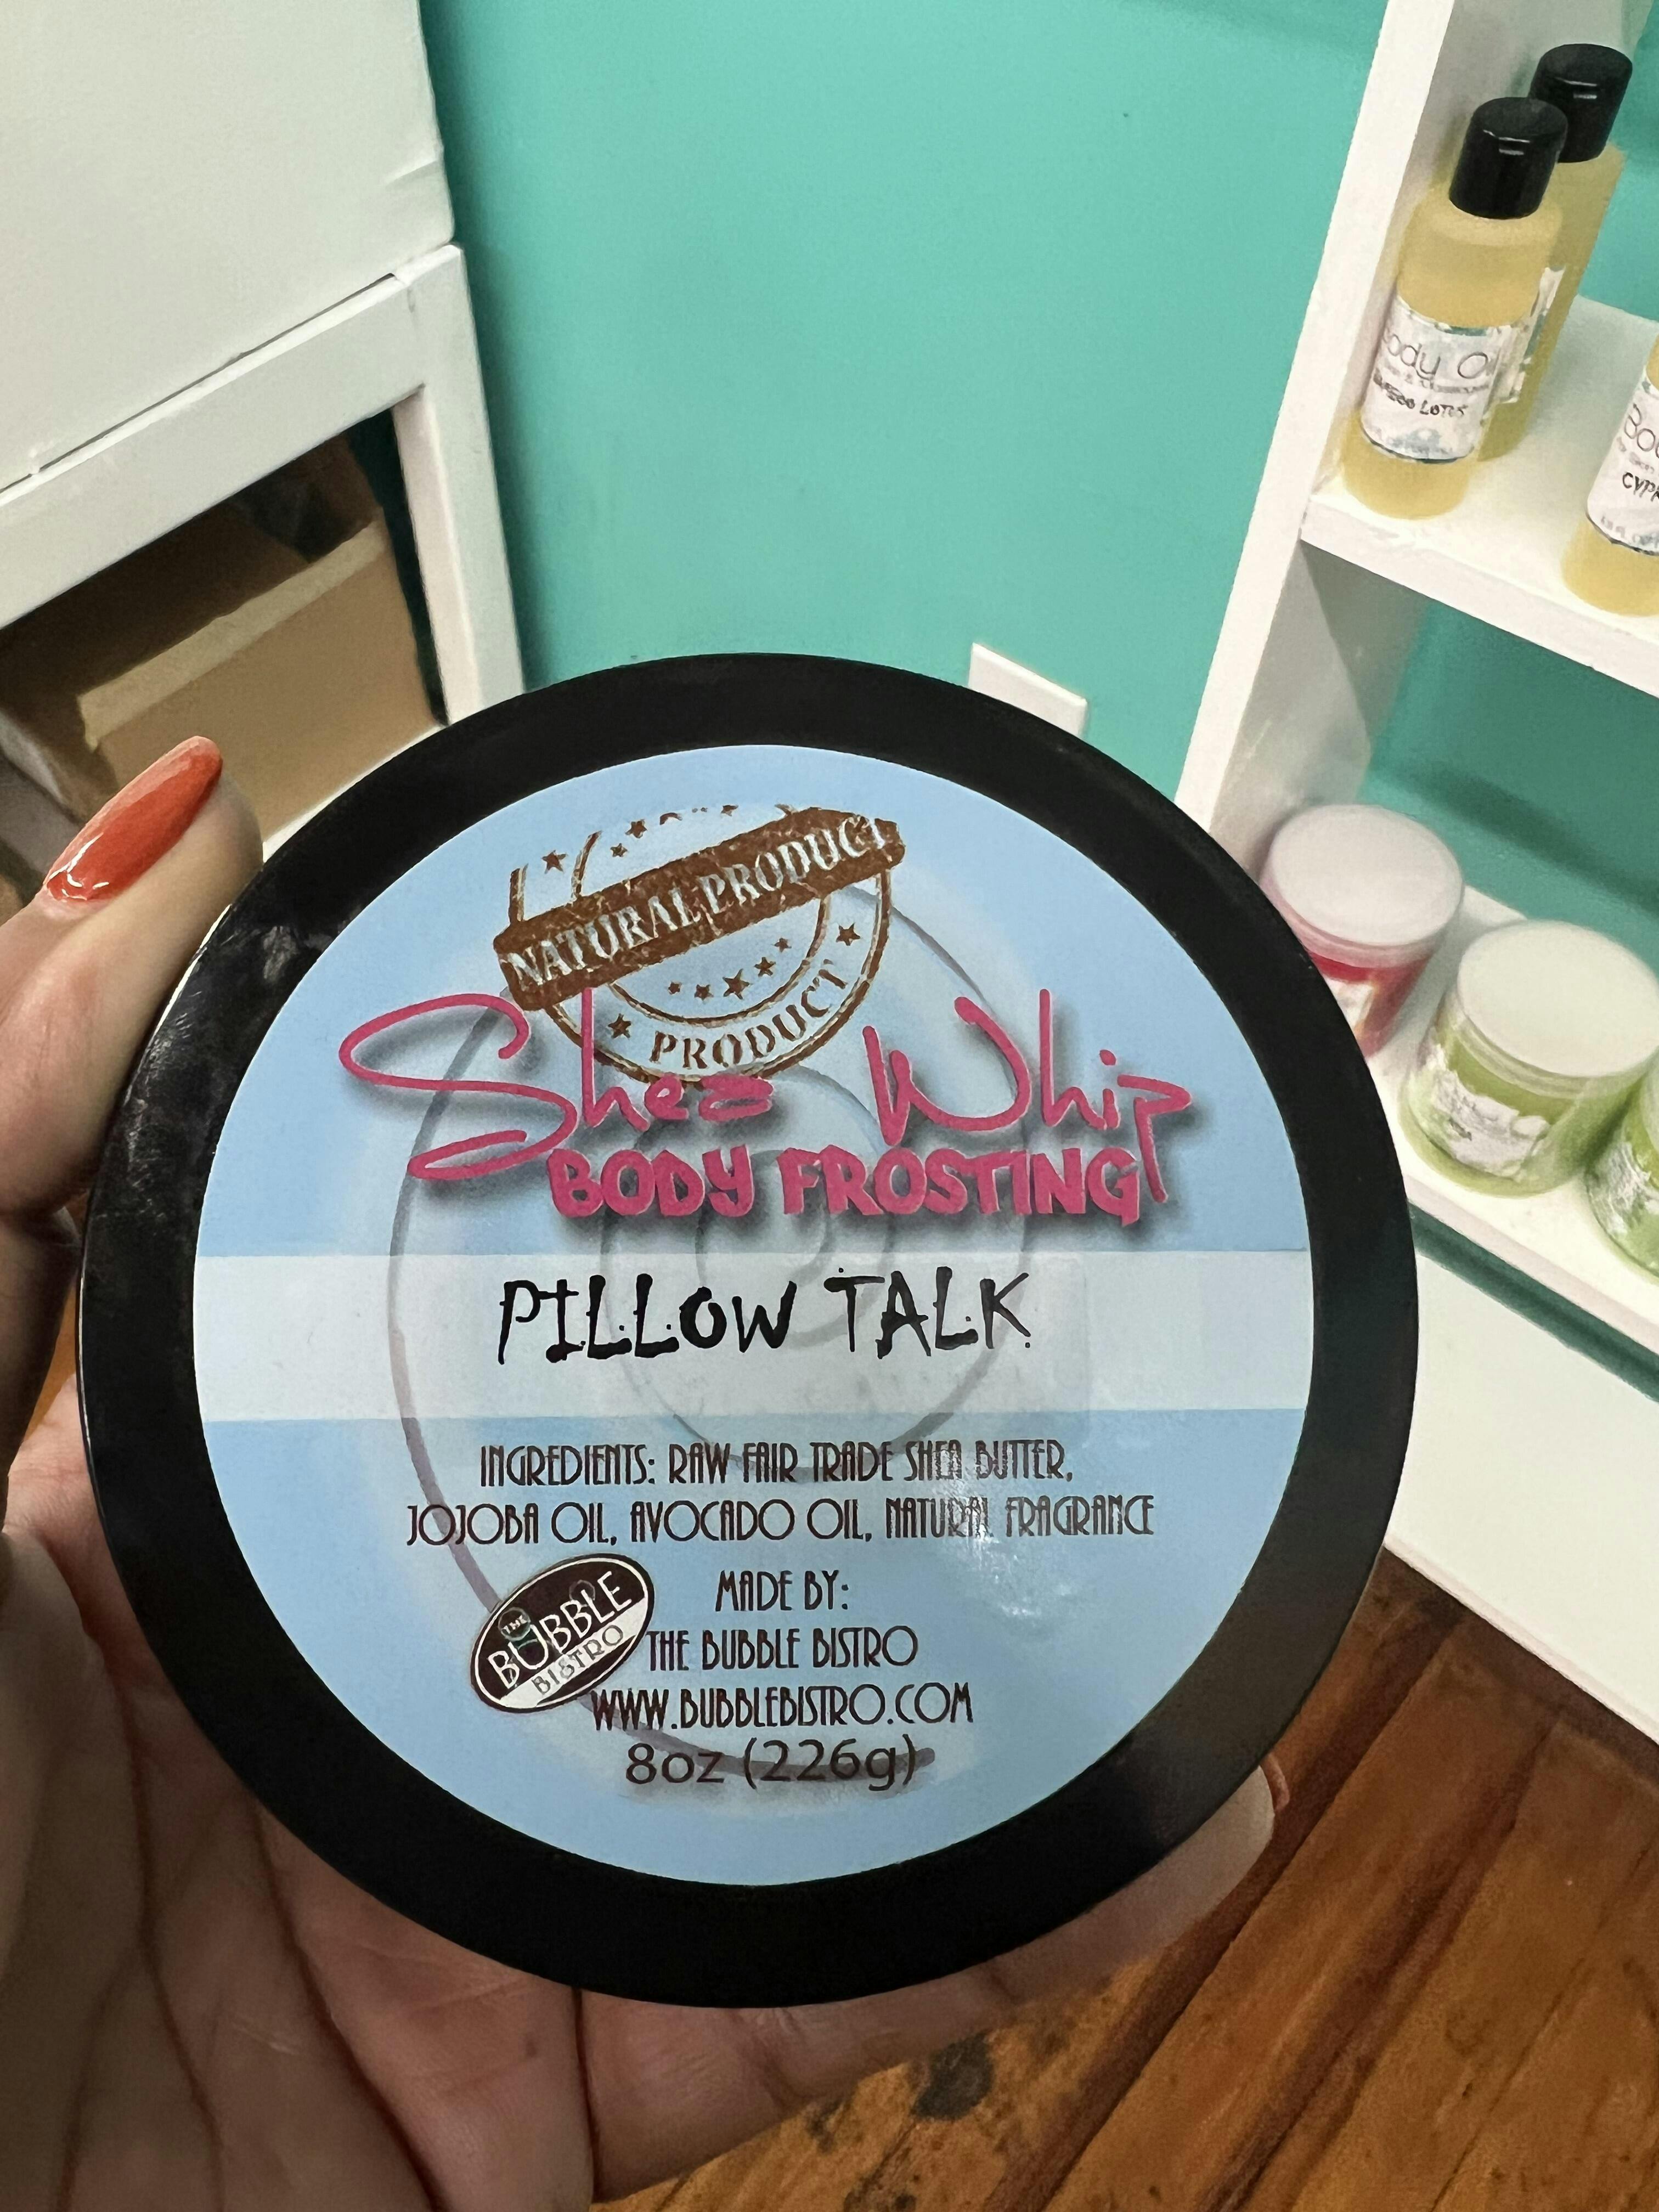 NATURAL PRODUCT
PRODUCT
Shea Whip
BODY FROSTING
PILLOW TALK
INGREDIENTS: RAW FAIR TRADE SHEA BUTTER,
JOJOBA OIL, AVOCADO OIL, NATURAL FRAGRANCE
MADE BY:
THE BUBBLE BISTRO
WWW.BUBBLEBISTRO.COM
8oz (226g)
THE
BUBBLE
BISTRO
Body Oil
LOTUS